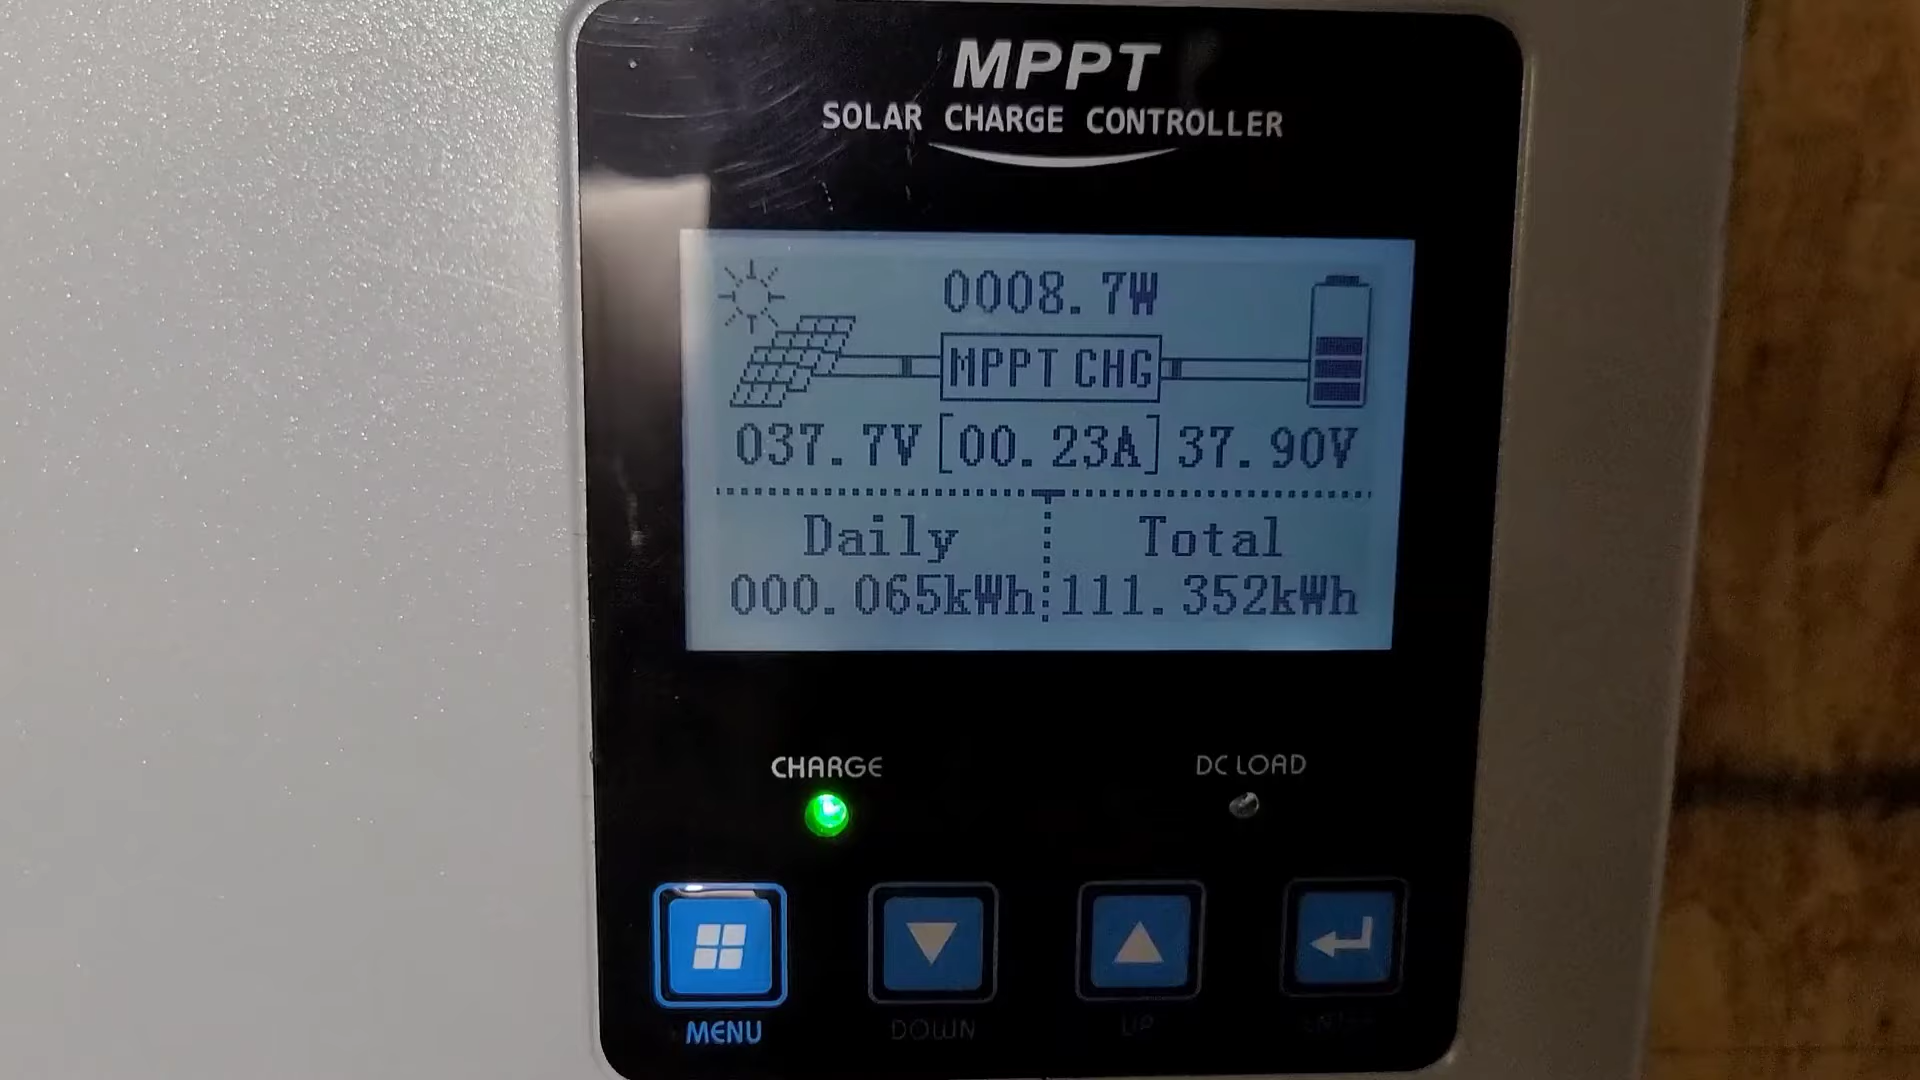 MPPT
SOLAR CHARGE CONTROLLER
0008.7W
MPPT CHG
037.7V [00.23A] 37.90V
Daily Total
000.065kWh 111.352kWh
CHARGE DC LOAD
MENU DOWN UP ENTER